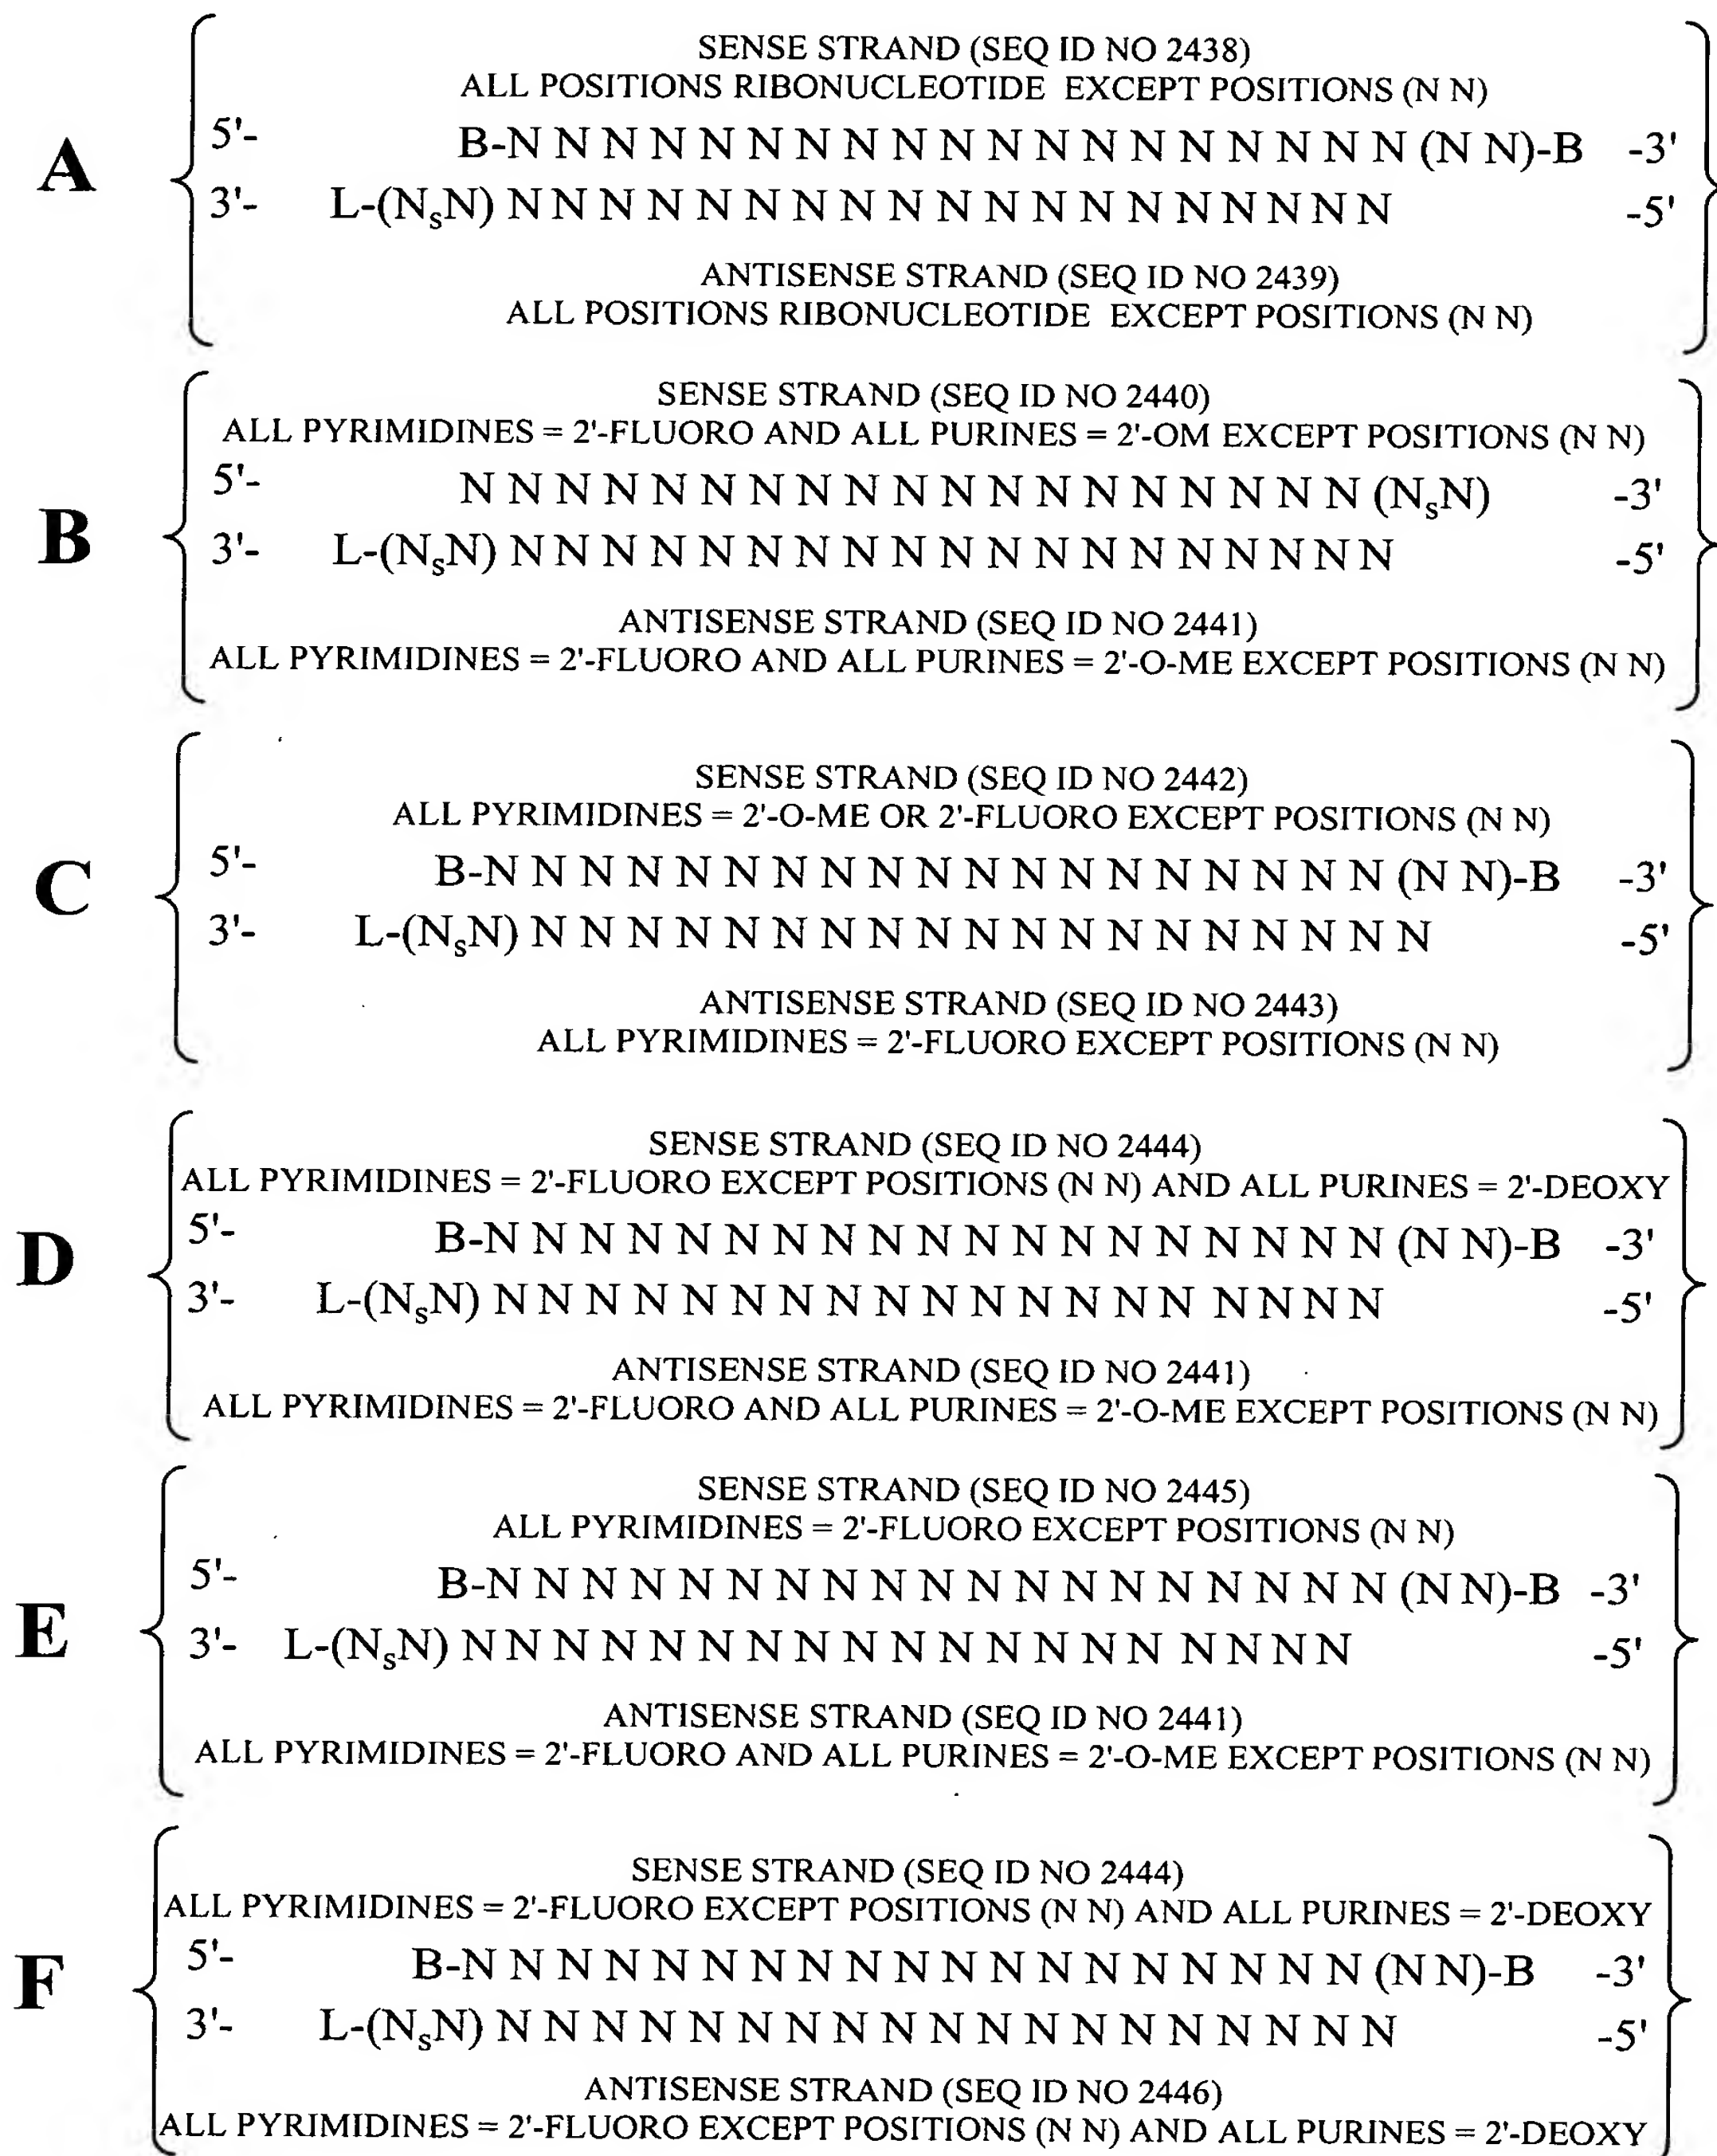 A
SENSE STRAND (SEQ ID NO 2438)
ALL POSITIONS RIBONUCLEOTIDE EXCEPT POSITIONS (N N)
5'- B-N N N N N N N N N N N N N N N N N N N (N N)-B -3'
3'- L-(NsN) N N N N N N N N N N N N N N N N N N N -5'
ANTISENSE STRAND (SEQ ID NO 2439)
ALL POSITIONS RIBONUCLEOTIDE EXCEPT POSITIONS (N N)
B
SENSE STRAND (SEQ ID NO 2440)
ALL PYRIMIDINES = 2'-FLUORO AND ALL PURINES = 2'-OM EXCEPT POSITIONS (N N)
5'- N N N N N N N N N N N N N N N N N N N (NsN) -3'
3'- L-(NsN) N N N N N N N N N N N N N N N N N N N -5'
ANTISENSE STRAND (SEQ ID NO 2441)
ALL PYRIMIDINES = 2'-FLUORO AND ALL PURINES = 2'-O-ME EXCEPT POSITIONS (N N)
C
SENSE STRAND (SEQ ID NO 2442)
ALL PYRIMIDINES = 2'-O-ME OR 2'-FLUORO EXCEPT POSITIONS (N N)
5'- B-N N N N N N N N N N N N N N N N N N N (N N)-B -3'
3'- L-(NsN) N N N N N N N N N N N N N N N N N N N -5'
ANTISENSE STRAND (SEQ ID NO 2443)
ALL PYRIMIDINES = 2'-FLUORO EXCEPT POSITIONS (N N)
D
SENSE STRAND (SEQ ID NO 2444)
ALL PYRIMIDINES = 2'-FLUORO EXCEPT POSITIONS (N N) AND ALL PURINES = 2'-DEOXY
5'- B-N N N N N N N N N N N N N N N N N N N (N N)-B -3'
3'- L-(NsN) N N N N N N N N N N N N N N N N N N N -5'
ANTISENSE STRAND (SEQ ID NO 2441)
ALL PYRIMIDINES = 2'-FLUORO AND ALL PURINES = 2'-O-ME EXCEPT POSITIONS (N N)
E
SENSE STRAND (SEQ ID NO 2445)
ALL PYRIMIDINES = 2'-FLUORO EXCEPT POSITIONS (N N)
5'- B-N N N N N N N N N N N N N N N N N N N (N N)-B -3'
3'- L-(NsN) N N N N N N N N N N N N N N N N N N N -5'
ANTISENSE STRAND (SEQ ID NO 2441)
ALL PYRIMIDINES = 2'-FLUORO AND ALL PURINES = 2'-O-ME EXCEPT POSITIONS (N N)
F
SENSE STRAND (SEQ ID NO 2444)
ALL PYRIMIDINES = 2'-FLUORO EXCEPT POSITIONS (N N) AND ALL PURINES = 2'-DEOXY
5'- B-N N N N N N N N N N N N N N N N N N N (N N)-B -3'
3'- L-(NsN) N N N N N N N N N N N N N N N N N N N -5'
ANTISENSE STRAND (SEQ ID NO 2446)
ALL PYRIMIDINES = 2'-FLUORO EXCEPT POSITIONS (N N) AND ALL PURINES = 2'-DEOXY